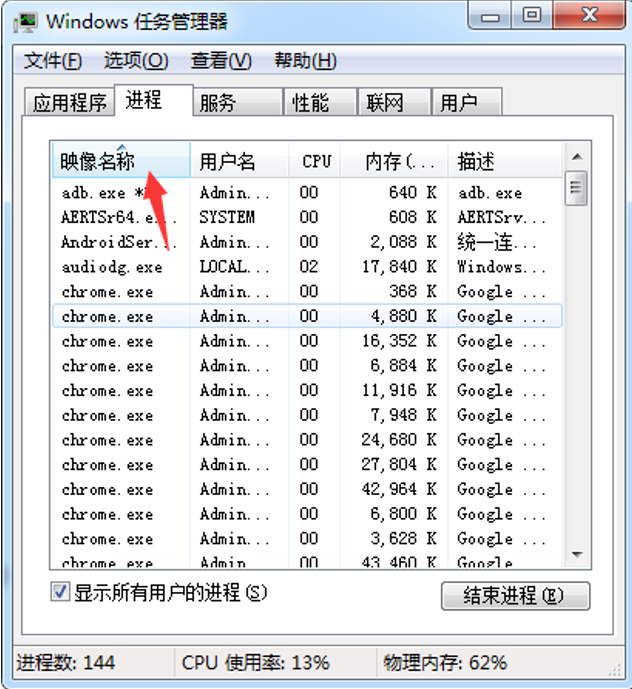 Windows 任务管理器
文件(F) 选项(O) 查看(V) 帮助(H)
应用程序 进程 服务 性能 联网 用户
映像名称 用户名 CPU 内存(... 描述
adb.exe * Admin... 00 640 K adb.exe
AERTSr64.e... SYSTEM 00 608 K AERTSrv...
AndroidSer... Admin... 00 2,088 K 统一连...
audiodg.exe LOCAL... 02 17,840 K Windows...
chrome.exe Admin... 00 368 K Google ...
chrome.exe Admin... 00 4,880 K Google ...
chrome.exe Admin... 00 16,352 K Google ...
chrome.exe Admin... 00 6,884 K Google ...
chrome.exe Admin... 00 11,916 K Google ...
chrome.exe Admin... 00 7,948 K Google ...
chrome.exe Admin... 00 24,680 K Google ...
chrome.exe Admin... 00 27,804 K Google ...
chrome.exe Admin... 00 42,964 K Google ...
chrome.exe Admin... 00 6,800 K Google ...
chrome.exe Admin... 00 3,628 K Google ...
chrome.exe Admin... 00 43,460 K Google ...
显示所有用户的进程(S) 结束进程(E)
进程数: 144 CPU 使用率: 13% 物理内存: 62%